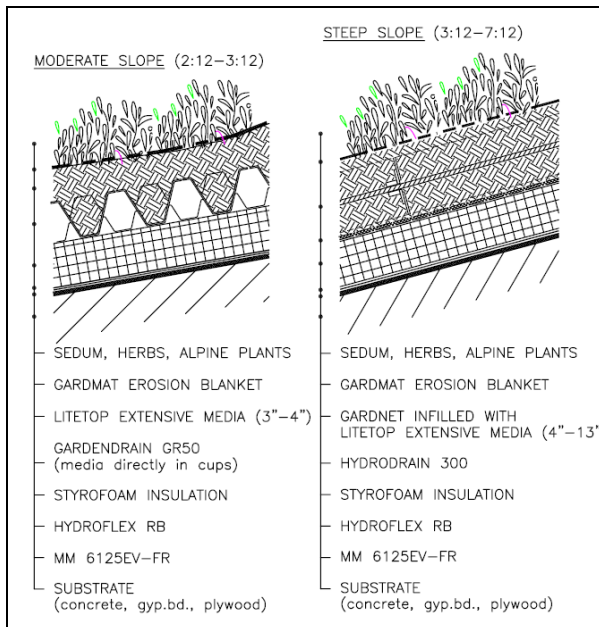 MODERATE SLOPE (2:12-3:12)
SEDUM, HERBS, ALPINE PLANTS
GARDMAT EROSION BLANKET
LITETOP EXTENSIVE MEDIA (3"-4")
GARDENDRAIN GR50
(media directly in cups)
STYROFOAM INSULATION
HYDROFLEX RB
MM 6125EV-FR
SUBSTRATE
(concrete, gyp.bd., plywood)
STEEP SLOPE (3:12-7:12)
SEDUM, HERBS, ALPINE PLANTS
GARDMAT EROSION BLANKET
GARDNET INFILLED WITH
LITETOP EXTENSIVE MEDIA (4"-13"
HYDRODRAIN 300
STYROFOAM INSULATION
HYDROFLEX RB
MM 6125EV-FR
SUBSTRATE
(concrete, gyp.bd., plywood)